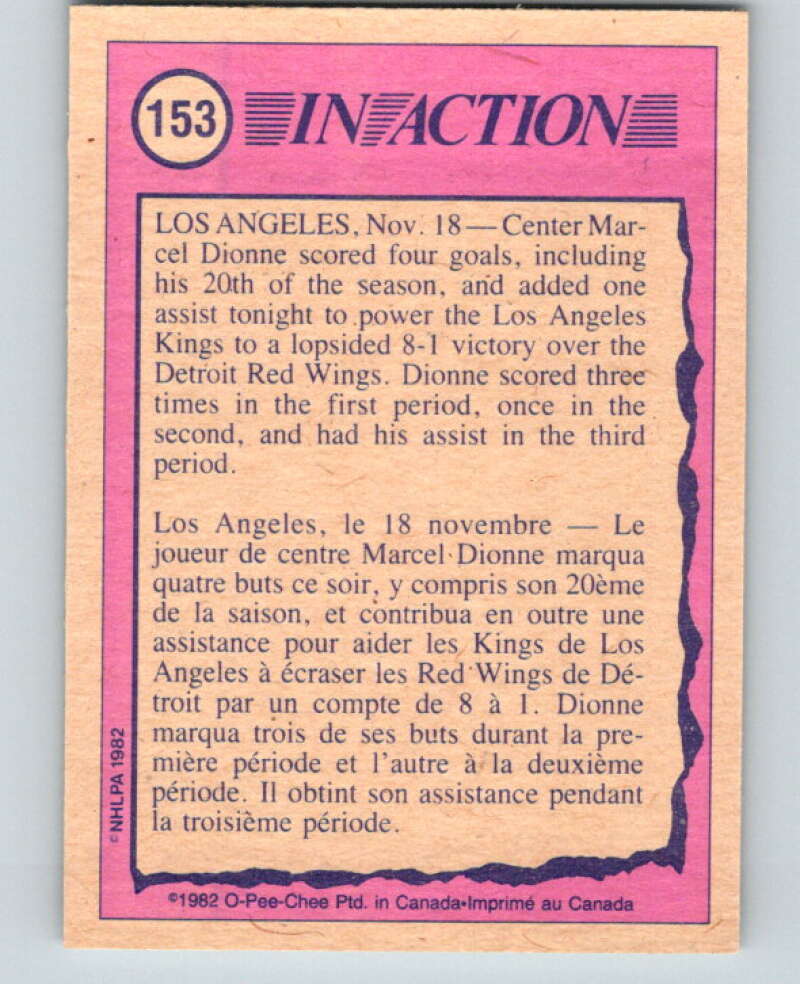 153 IN ACTION
LOS ANGELES, Nov. 18 — Center Mar-
cel Dionne scored four goals, including
his 20th of the season, and added one
assist tonight to power the Los Angeles
Kings to a lopsided 8-1 victory over the
Detroit Red Wings. Dionne scored three
times in the first period, once in the
second, and had his assist in the third
period.
Los Angeles, le 18 novembre — Le
joueur de centre Marcel Dionne marqua
quatre buts ce soir, y compris son 20ème
de la saison, et contribua en outre une
assistance pour aider les Kings de Los
Angeles à écraser les Red Wings de Dé-
troit par un compte de 8 à 1. Dionne
marqua trois de ses buts durant la pre-
mière période et l'autre à la deuxième
période. Il obtint son assistance pendant
la troisième période.
©NHLPA 1982
©1982 O-Pee-Chee Ptd. in Canada•Imprimé au Canada